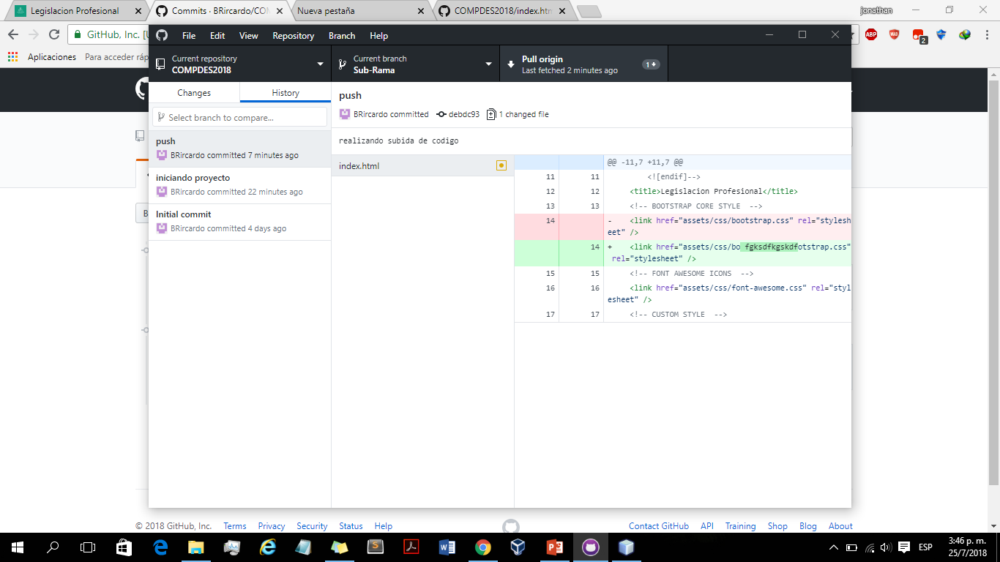 Legislacion Profesional
Commits · BRircardo/COM
Nueva pestaña
COMPDES2018/index.htm
jonathan
GitHub, Inc. [U
ABP
2
Aplicaciones
Para acceder ráp
File Edit View Repository Branch Help
Current repository
COMPDES2018
Current branch
Sub-Rama
Pull origin
Last fetched 2 minutes ago
1
Changes
History
Select branch to compare...
push
BRircardo committed 7 minutes ago
iniciando proyecto
BRircardo committed 22 minutes ago
Initial commit
BRircardo committed 4 days ago
push
BRircardo committed debdc93 1 changed file
realizando subida de codigo
index.html
@@ -11,7 +11,7 @@
11 11 <![endif]-->
12 12 <title>Legislacion Profesional</title>
13 13 <!-- BOOTSTRAP CORE STYLE -->
14 - <link href="assets/css/bootstrap.css" rel="stylesh
eet" />
14 + <link href="assets/css/bo fgksdfkgskdfotstrap.css"
rel="stylesheet" />
15 15 <!-- FONT AWESOME ICONS -->
16 16 <link href="assets/css/font-awesome.css" rel="styl
esheet" />
17 17 <!-- CUSTOM STYLE -->
B
© 2018 GitHub, Inc. Terms Privacy Security Status Help
Contact GitHub API Training Shop Blog About
ESP
3:46 p. m.
25/7/2018